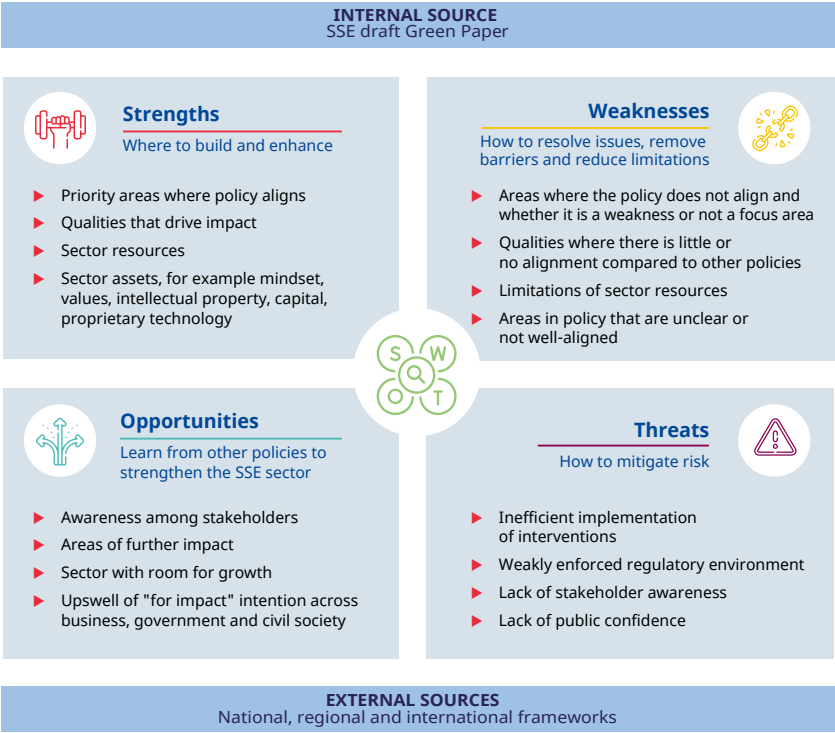 INTERNAL SOURCE
SSE draft Green Paper
Strengths
Where to build and enhance
Priority areas where policy aligns
Qualities that drive impact
Sector resources
Sector assets, for example mindset,
values, intellectual property, capital,
proprietary technology
Weaknesses
How to resolve issues, remove
barriers and reduce limitations
Areas where the policy does not align and
whether it is a weakness or not a focus area
Qualities where there is little or
no alignment compared to other policies
Limitations of sector resources
Areas in policy that are unclear or
not well-aligned
S W
O T
Opportunities
Learn from other policies to
strengthen the SSE sector
Awareness among stakeholders
Areas of further impact
Sector with room for growth
Upswell of "for impact" intention across
business, government and civil society
Threats
How to mitigate risk
Inefficient implementation
of interventions
Weakly enforced regulatory environment
Lack of stakeholder awareness
Lack of public confidence
EXTERNAL SOURCES
National, regional and international frameworks